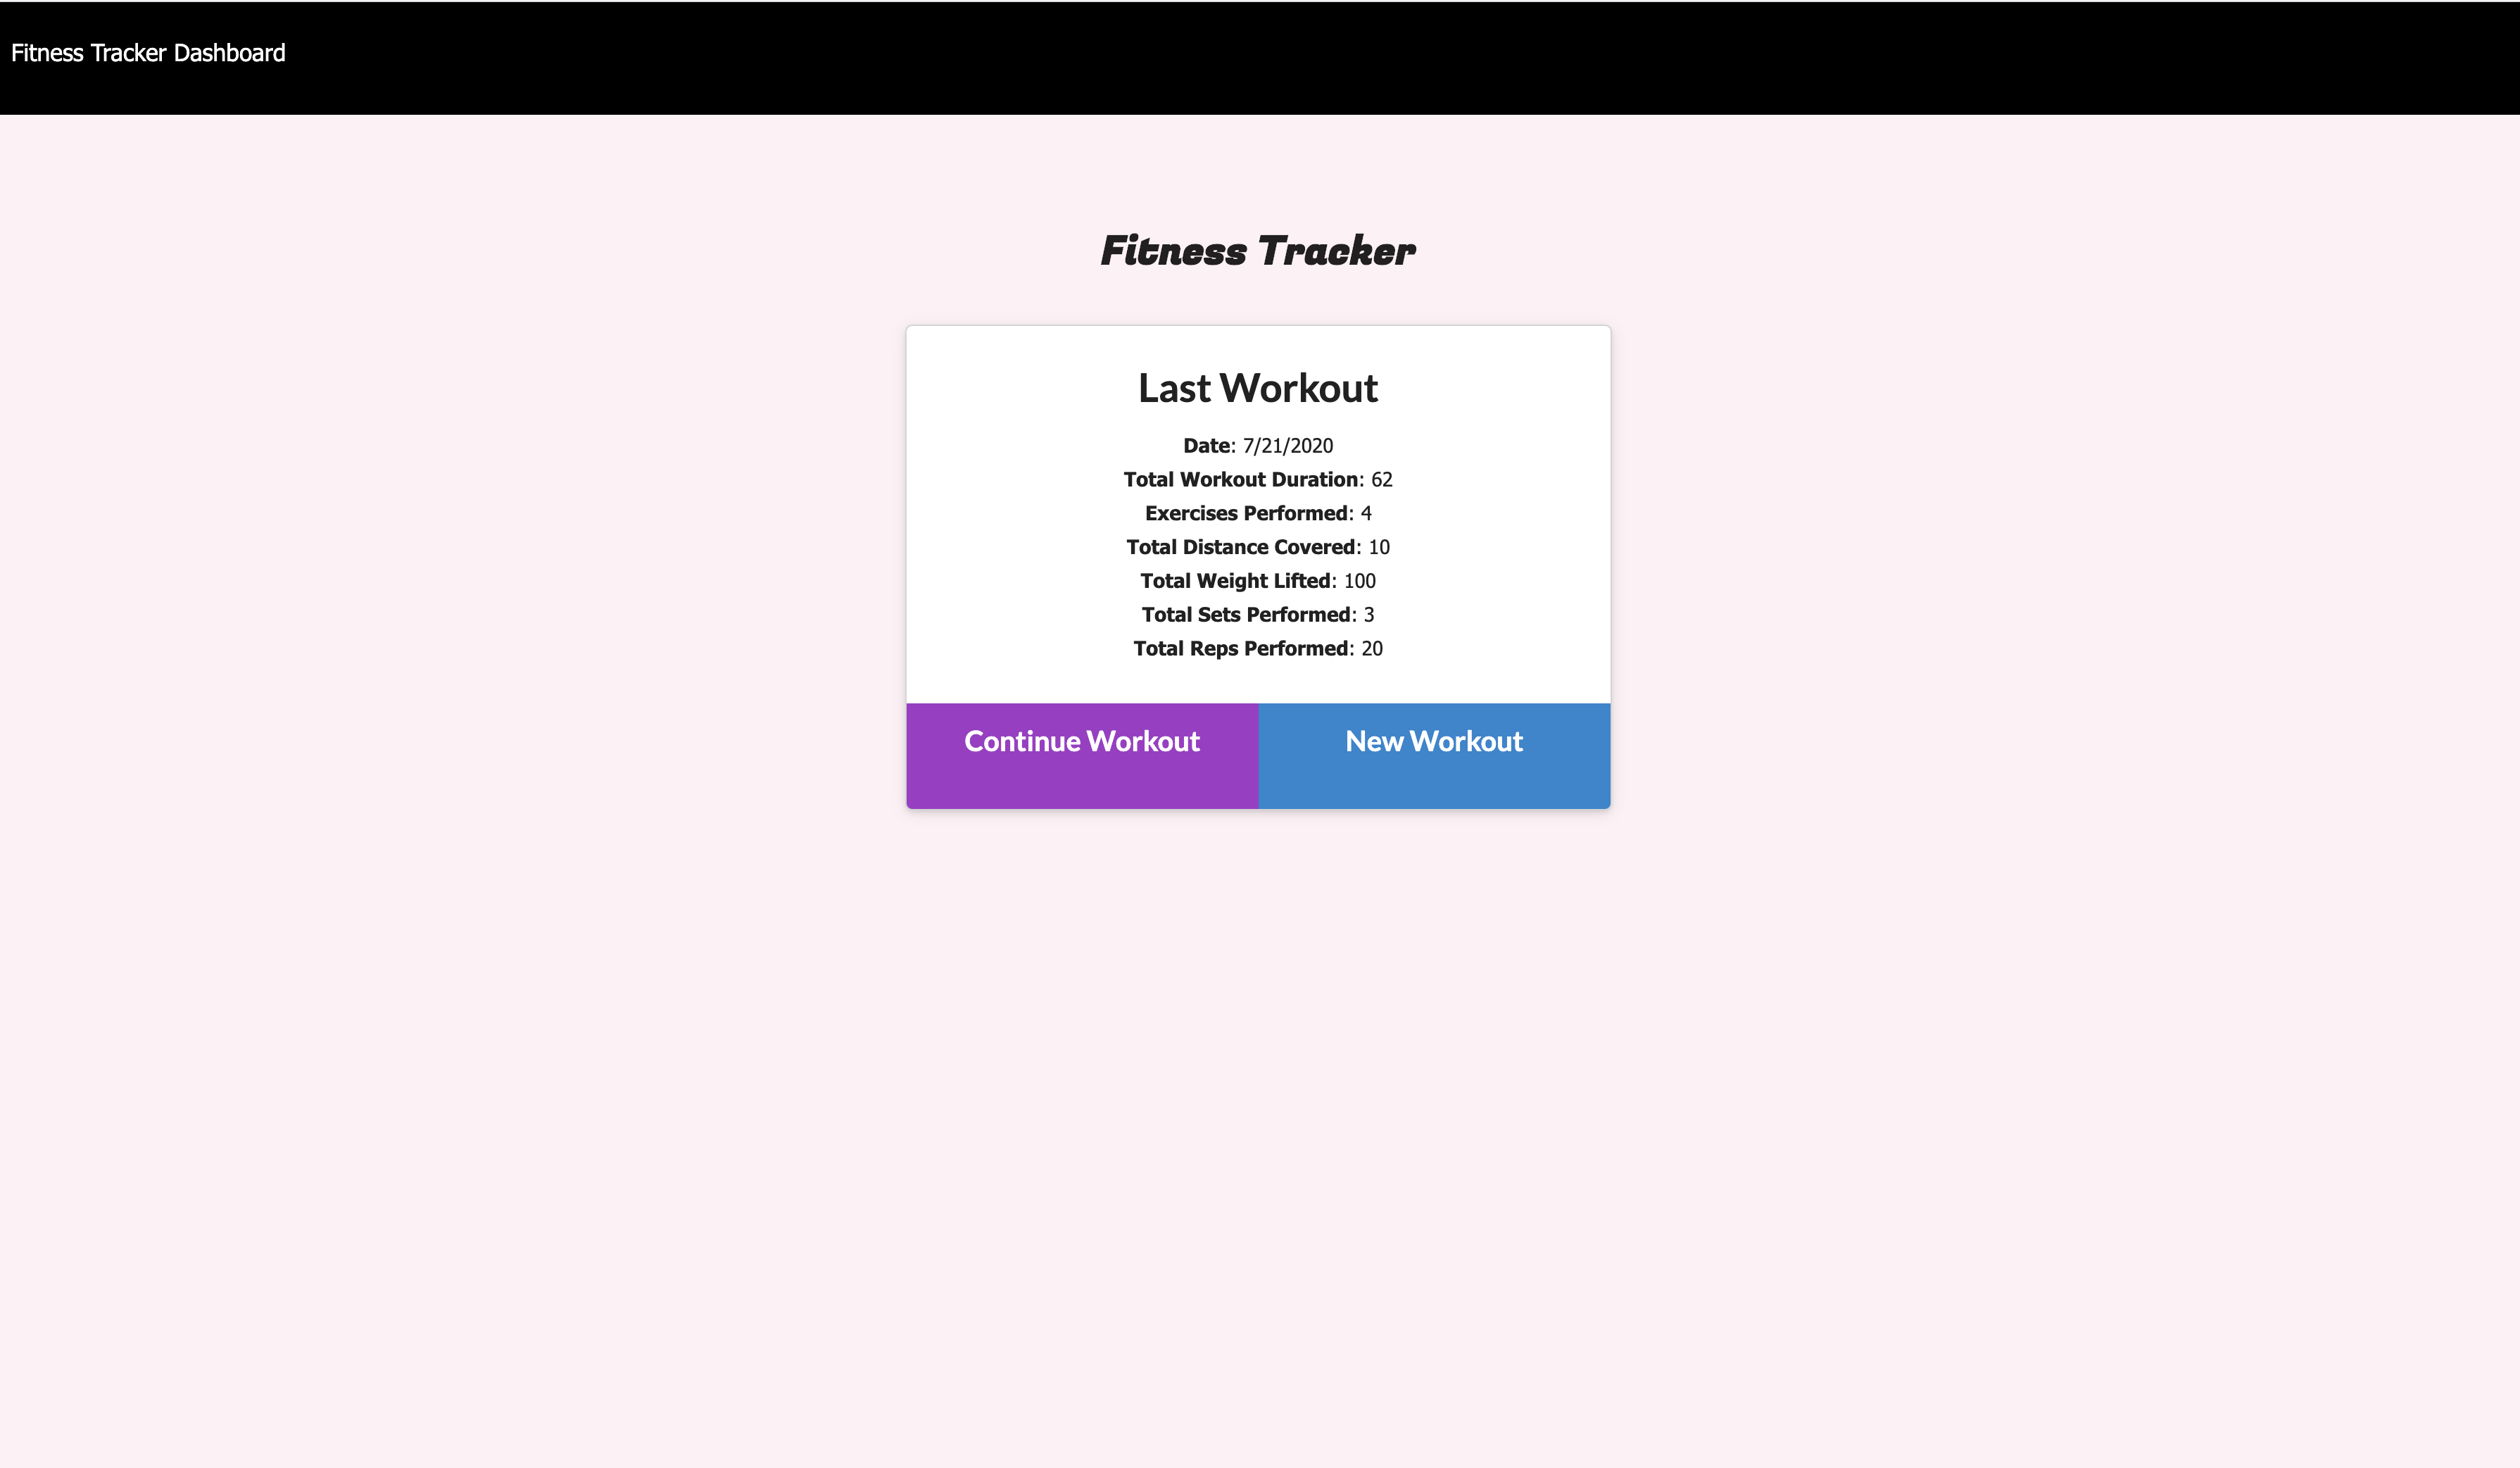 Fitness Tracker Dashboard
Fitness Tracker
Last Workout
Date: 7/21/2020
Total Workout Duration: 62
Exercises Performed: 4
Total Distance Covered: 10
Total Weight Lifted: 100
Total Sets Performed: 3
Total Reps Performed: 20
Continue Workout
New Workout